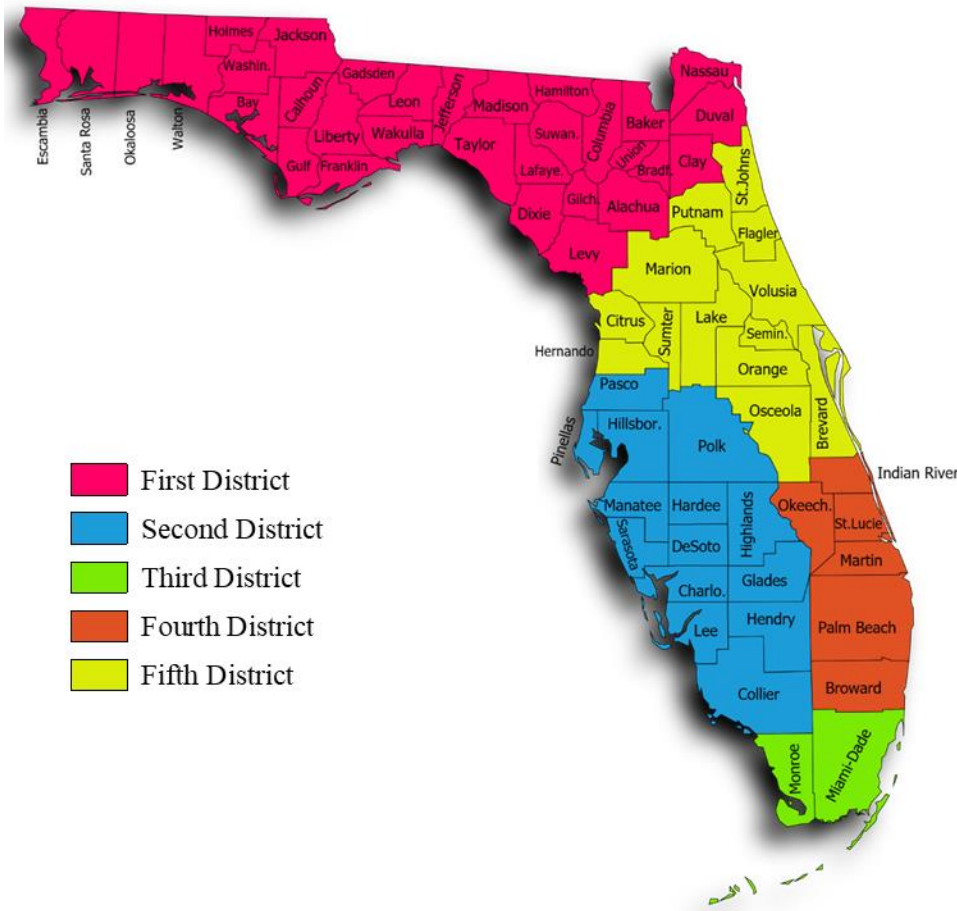 Holmes
Jackson
Washin.
Bay
Calhoun
Gadsden
Liberty
Gulf
Franklin
Leon
Wakulla
Jefferson
Madison
Taylor
Hamilton
Suwan.
Lafaye.
Dixie
Columbia
Gilch.
Levy
Baker
Union
Bradf.
Alachua
Nassau
Duval
Clay
Escambia
Santa Rosa
Okaloosa
Walton
St.Johns
Putnam
Flagler
Marion
Volusia
Citrus
Sumter
Lake
Semin.
Hernando
Orange
Osceola
Brevard
Pasco
Pinellas
Hillsbor.
Polk
Manatee
Hardee
Highlands
Sarasota
DeSoto
Charlo.
Glades
Lee
Hendry
Collier
Indian River
Okeech.
St.Lucie
Martin
Palm Beach
Broward
Monroe
Miami-Dade
First District
Second District
Third District
Fourth District
Fifth District